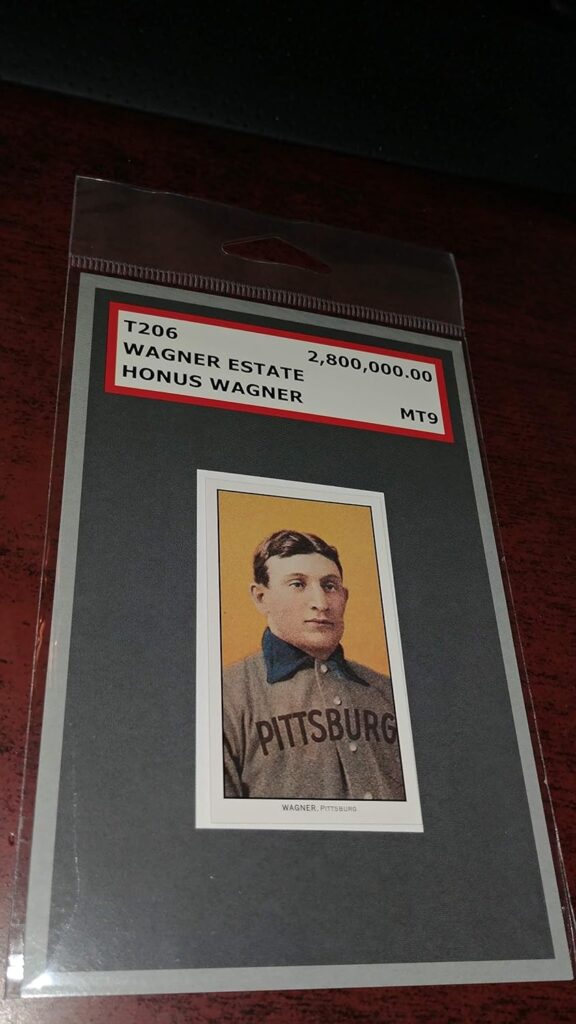 T206
2,800,000.00
WAGNER ESTATE
HONUS WAGNER
MT9
PITTSBURG
WAGNER, PITTSBURG